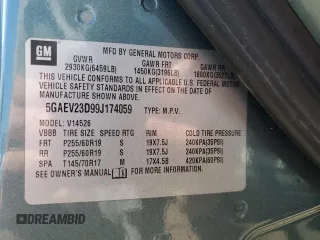 GM
MFD BY GENERAL MOTORS CORP
GVWR GAWR FRT GAWR RR
2930KG(6459LB) 1450KG(3196LB) 1600KG(3527LB)
THIS VEHICLE CONFORMS TO ALL APPLICABLE U.S. FEDERAL MOTOR
VEHICLE SAFETY STANDARDS IN EFFECT ON THE DATE OF
MANUFACTURE SHOWN ABOVE.
5GAEV23D99J174059 TYPE: M.P.V.
MODEL: V14526
VBBB TIRE SIZE SPEED RTG RIM COLD TIRE PRESSURE
FRT P255/60R19 S 19X7.5J 240KPA(35PSI)
RR P255/60R19 S 19X7.5J 240KPA(35PSI)
SPA T145/70R17 M 17X4.5B 420KPA(60PSI)
SEE OWNER'S MANUAL FOR MORE INFORMATION.
DREAMBID